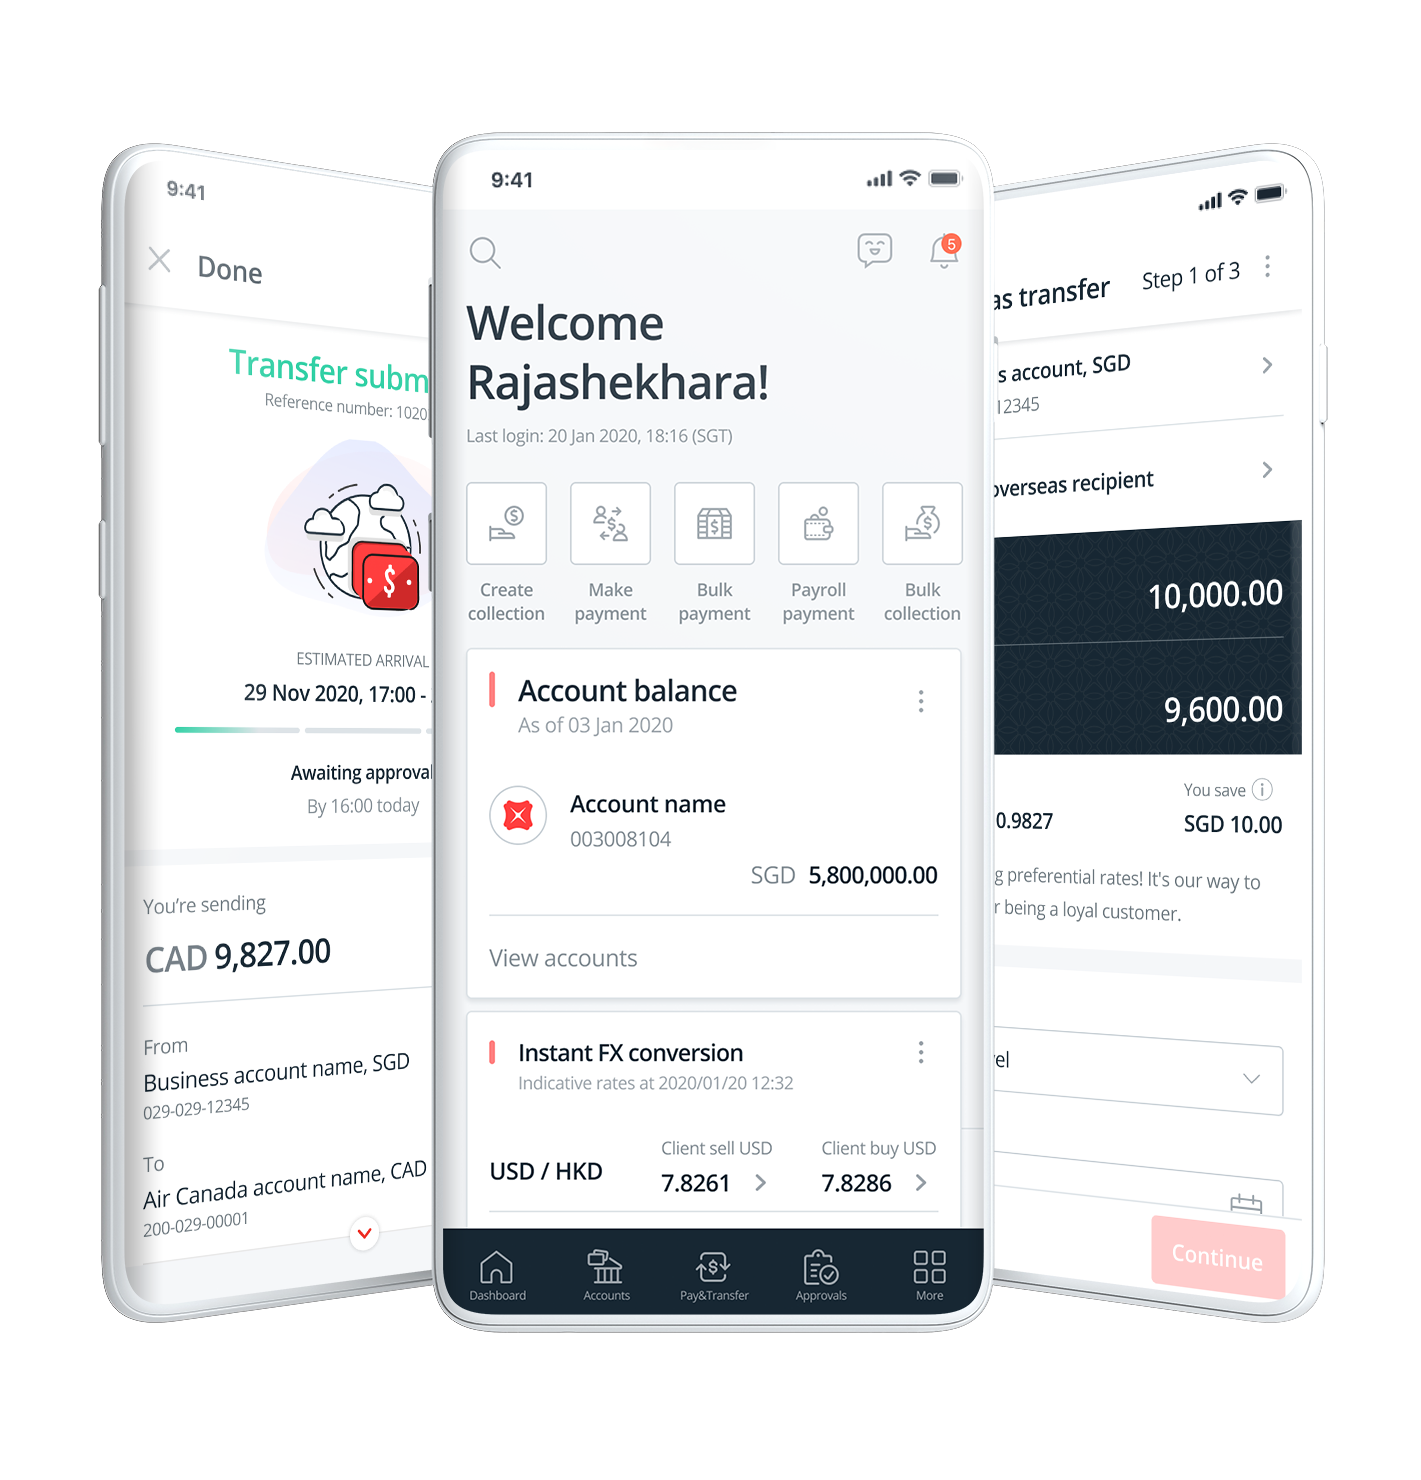 9:41
Done
Transfer subm
Reference number: 1020
ESTIMATED ARRIVAL
29 Nov 2020, 17:00 -
Awaiting approval
By 16:00 today
You're sending
CAD 9,827.00
From
Business account name, SGD
029-029-12345
To
Air Canada account name, CAD
200-029-00001
9:41
5
Welcome
Rajashekhara!
Last login: 20 Jan 2020, 18:16 (SGT)
Create
collection
Make
payment
Bulk
payment
Payroll
payment
Bulk
collection
Account balance
As of 03 Jan 2020
Account name
003008104
SGD 5,800,000.00
View accounts
Instant FX conversion
Indicative rates at 2020/01/20 12:32
Client sell USD
Client buy USD
USD / HKD
7.8261
7.8286
Dashboard
Accounts
Pay&Transfer
Approvals
More
as transfer
Step 1 of 3
s account, SGD
12345
overseas recipient
10,000.00
9,600.00
You save
0.9827
SGD 10.00
g preferential rates! It's our way to
r being a loyal customer.
el
Continue